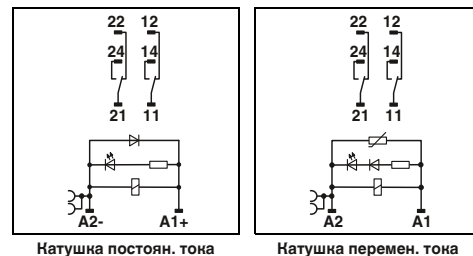 22 12 22 12
24 14 24 14
21 11 21 11
A2- A1+ A2 A1
Катушка постоян. тока Катушка перемен. тока